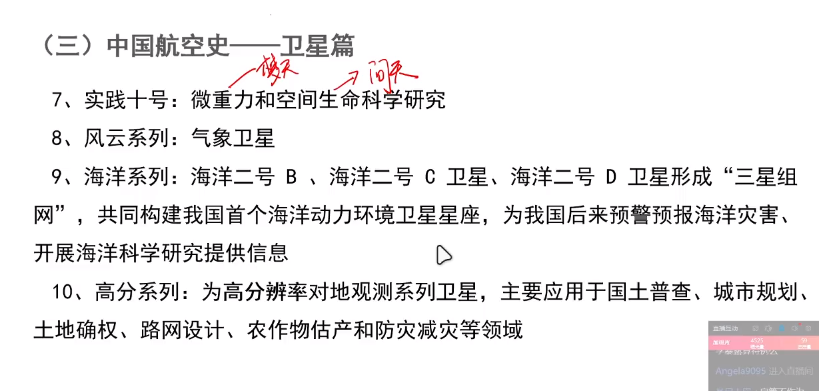 （三）中国航空史——卫星篇
梦天 问天
7、实践十号：微重力和空间生命科学研究
8、风云系列：气象卫星
9、海洋系列：海洋二号 B 、海洋二号 C 卫星、海洋二号 D 卫星形成“三星组
网”，共同构建我国首个海洋动力环境卫星星座，为我国后来预警预报海洋灾害、
开展海洋科学研究提供信息
10、高分系列：为高分辨率对地观测系列卫星，主要应用于国土普查、城市规划、
土地确权、路网设计、农作物估产和防灾减灾等领域
直播互动
Angela9095 进入直播间